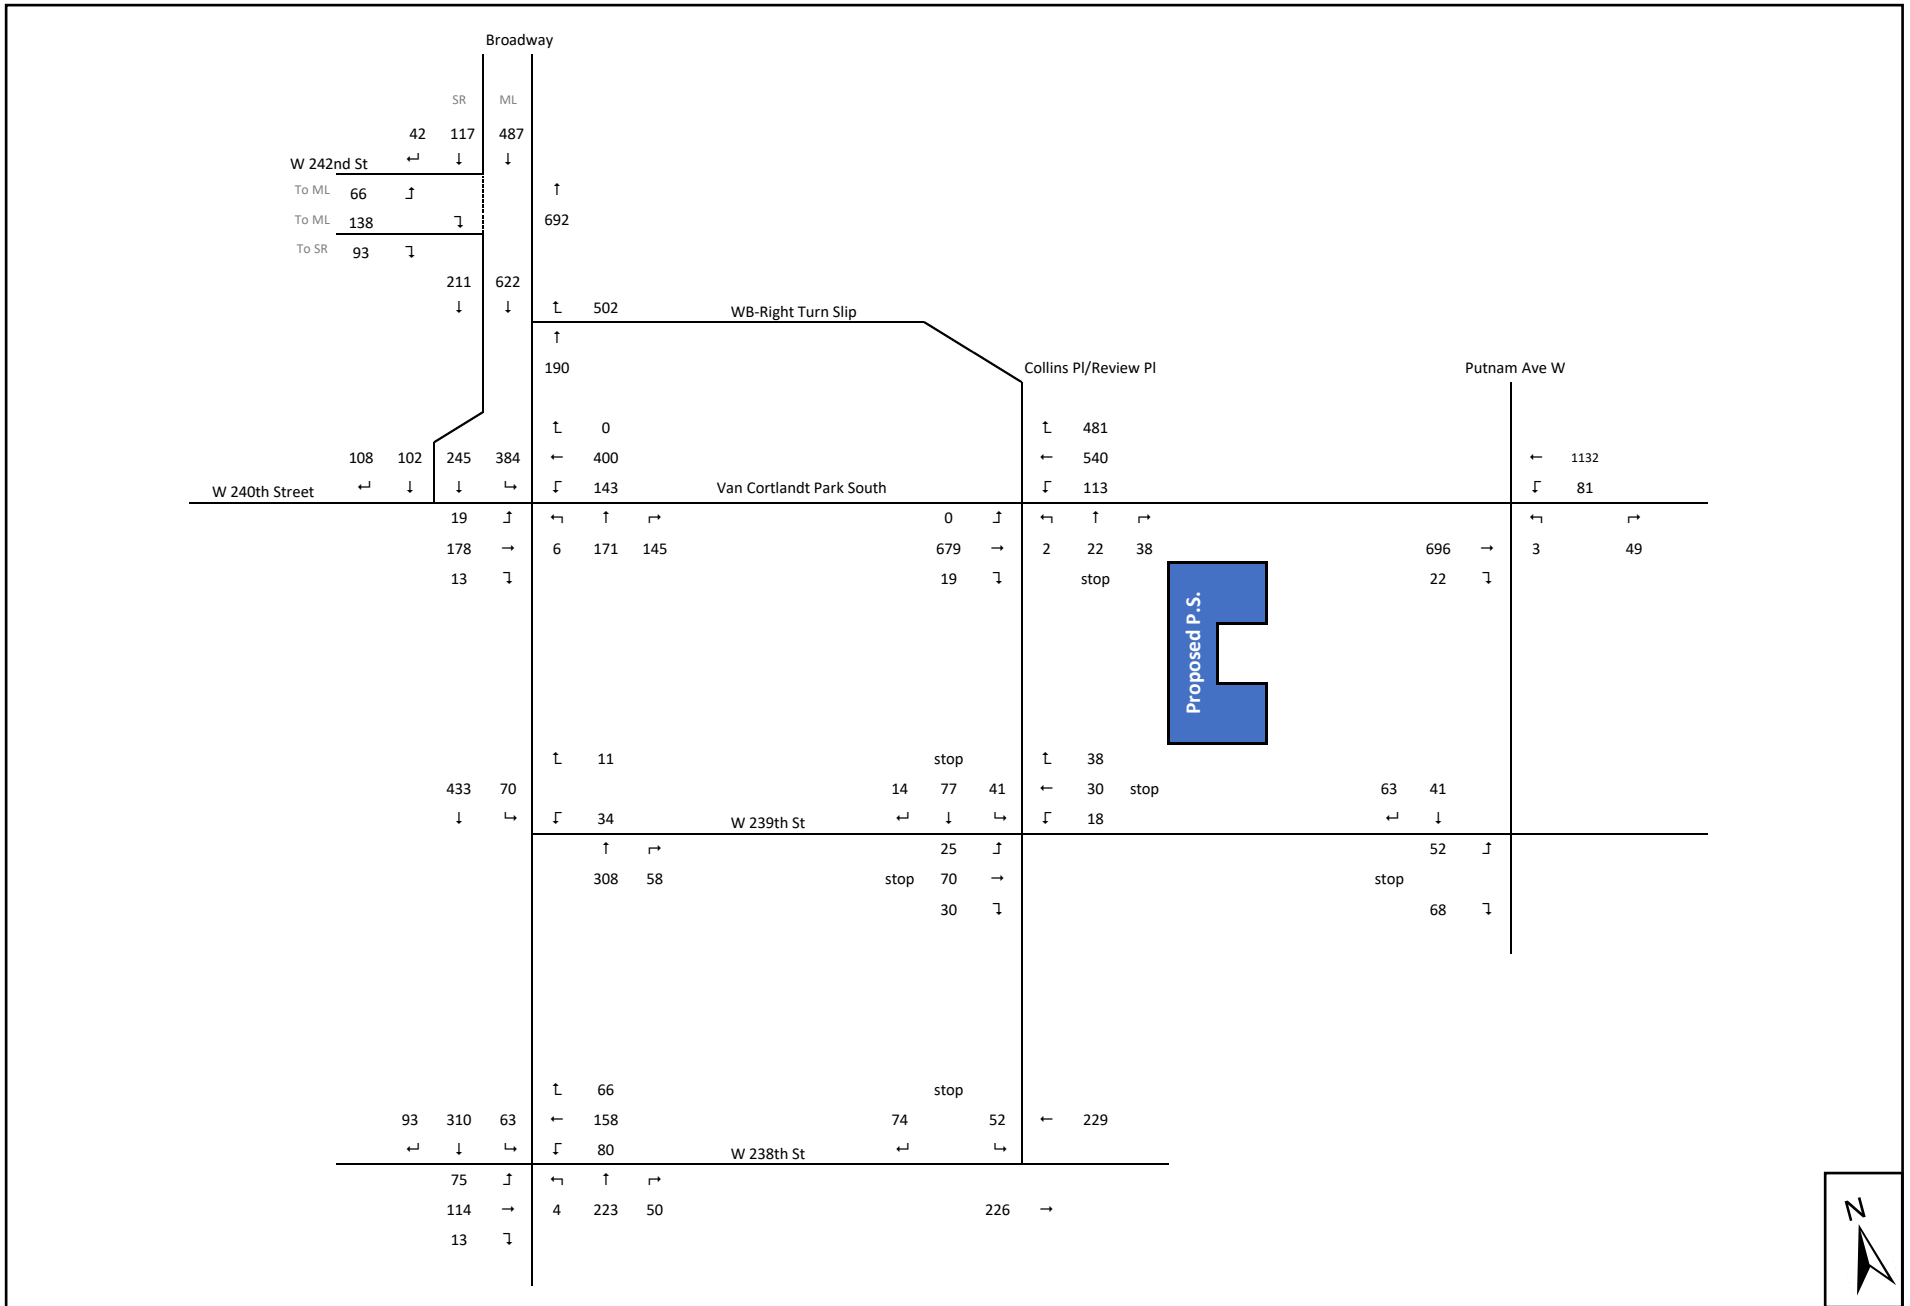 Broadway
SR ML
42 117 487
W 242nd St ↵ ↓ ↓
To ML 66 ↑
To ML 138 692
To SR 93
211 622
↓ ↓ 502 WB-Right Turn Slip
↑
190 Collins Pl/Review Pl Putnam Ave W
0 481
108 102 245 384 ← 400 ← 540 ← 1132
W 240th Street 143 Van Cortlandt Park South 113 81
19 ↑ 0 ↑
178 → 6 171 145 679 → 2 22 38 696 → 3 49
13 19 stop 22
Proposed P.S.
11 stop 38
433 70 14 77 41 ← 30 stop 63 41
↓ 34 W 239th St ↓ 18 ↓
↑ 25 52
308 58 stop 70 → stop
30 68
66 stop
93 310 63 ← 158 74 52 ← 229
↓ 80 W 238th St
75 ↑
114 → 4 223 50 226 →
13
N